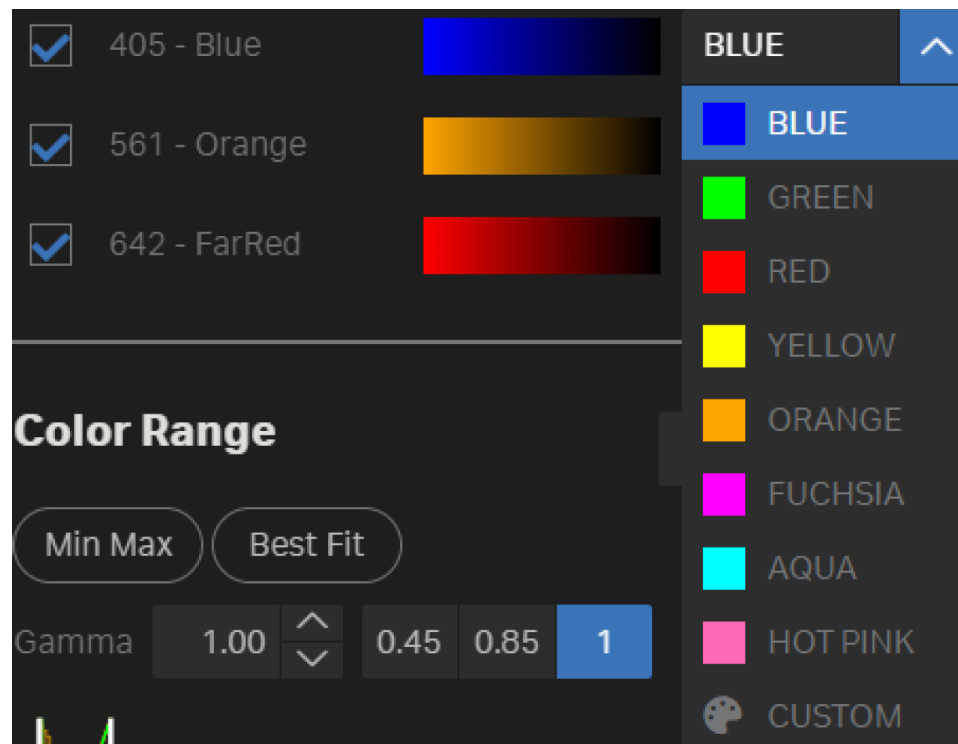 405 - Blue
BLUE
BLUE
561 - Orange
GREEN
642 - FarRed
RED
YELLOW
Color Range
ORANGE
FUCHSIA
Min Max Best Fit
AQUA
Gamma 1.00 0.45 0.85 1
HOT PINK
CUSTOM